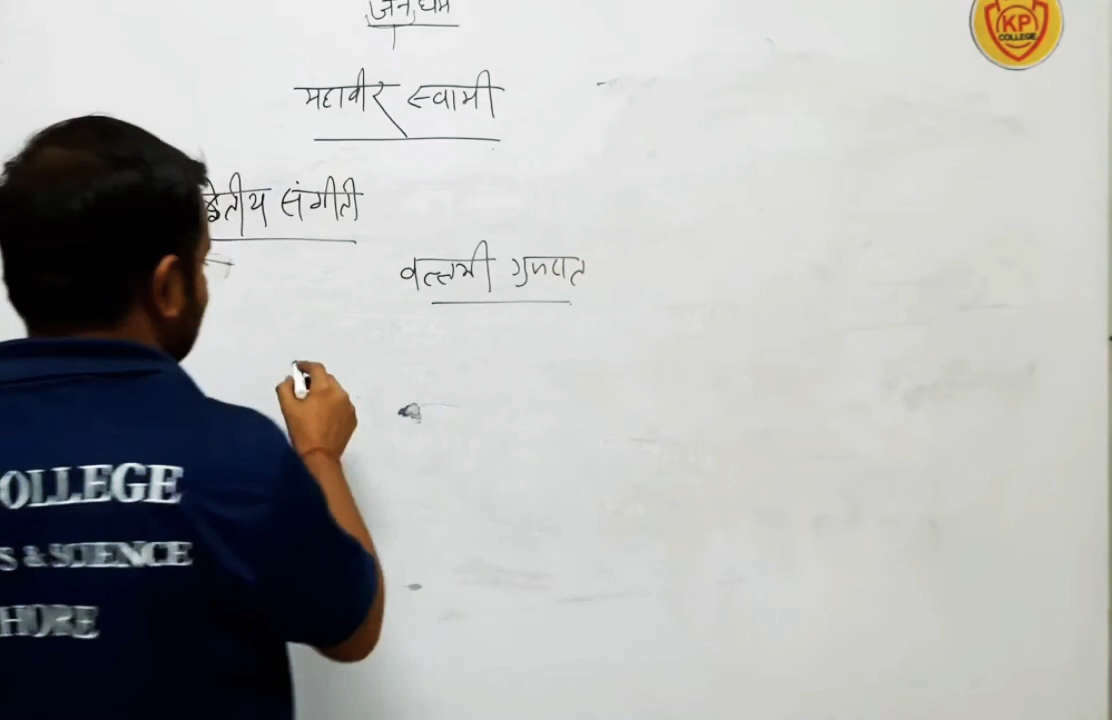 जैन धर्म
KP
COLLEGE
महावीर स्वामी
द्वितीय संगीती
वल्लभी गुजरात
OLLEGE
S & SCIENCE
HORE